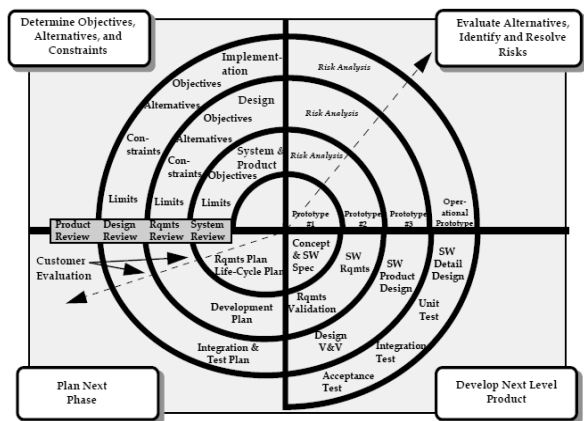 Determine Objectives,
Alternatives, and
Constraints
Evaluate Alternatives,
Identify and Resolve
Risks
Implement-
ation
Risk Analysis
Objectives
Design
Risk Analysis
Alternatives
Objectives
Con-
straints
Alternatives
System &
Product
Risk Analysis
Con-
straints
Objectives
Limits
Limits
Limits
Prototype
#1
Prototype
#2
Prototype
#3
Oper-
ational
Prototype
Product
Review
Design
Review
Rqmts
Review
System
Review
Customer
Evaluation
Rqmts Plan
Life-Cycle Plan
Concept
& SW
Spec
SW
Rqmts
SW
Product
Design
SW
Detail
Design
Development
Plan
Rqmts
Validation
Unit
Test
Integration &
Test Plan
Design
V&V
Integration
Test
Acceptance
Test
Plan Next
Phase
Develop Next Level
Product